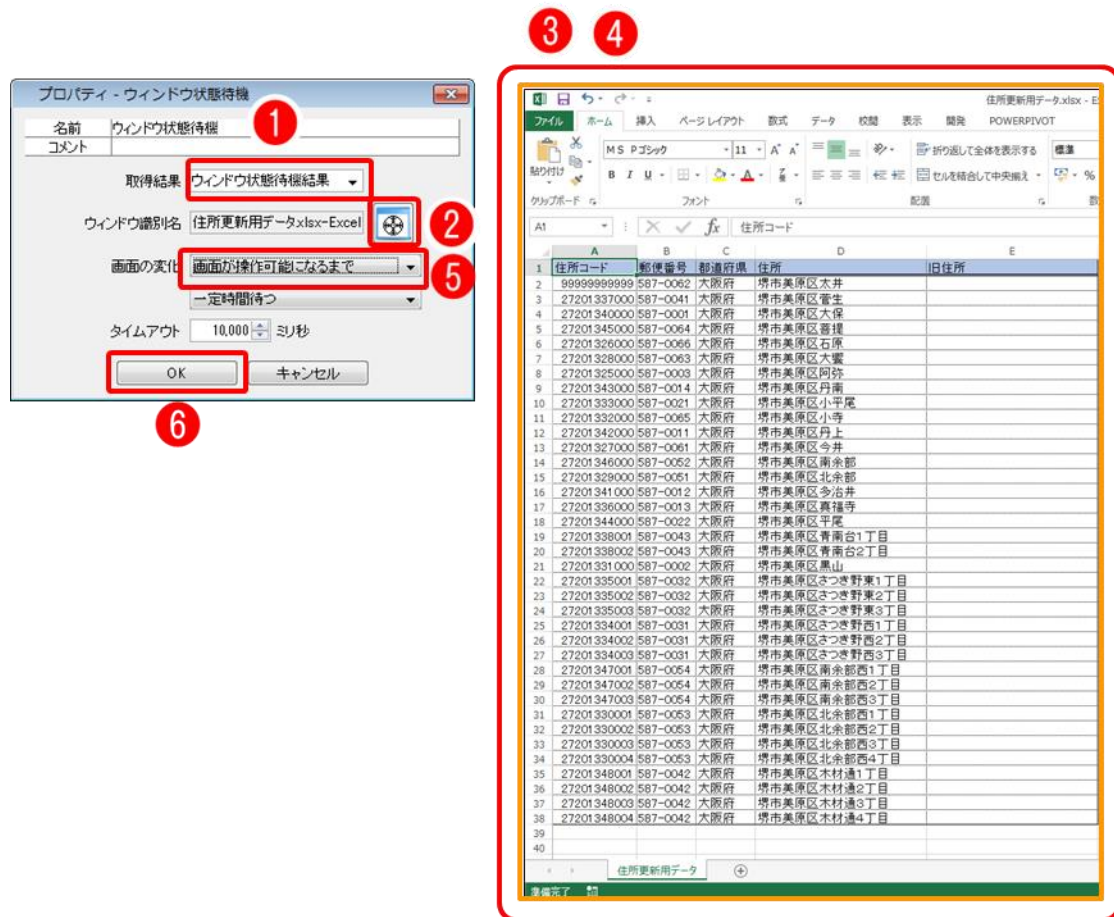 3 4
プロパティ - ウィンドウ状態待機
名前 ウィンドウ状態待機
コメント
1
取得結果 ウィンドウ状態待機結果
ウィンドウ識別名 住所更新用データxlsx-Excel
2
画面の変化 画面が操作可能になるまで
5
一定時間待つ
タイムアウト 10,000 ミリ秒
OK キャンセル
6
住所更新用データ.xlsx - E
ファイル ホーム 挿入 ページ レイアウト 数式 データ 校閲 表示 開発 POWERPIVOT
貼り付け
MS Pゴシック 11 A A 折り返して全体を表示する 標準
B I U A セルを結合して中央揃え %
クリップボード フォント 配置 数
A1 fx 住所コード
A B C D E
1 住所コード 郵便番号 都道府県 住所 旧住所
2 99999999999 587-0062 大阪府 堺市美原区太井
3 27201337000 587-0041 大阪府 堺市美原区菅生
4 27201340000 587-0001 大阪府 堺市美原区大保
5 27201345000 587-0064 大阪府 堺市美原区菩提
6 27201326000 587-0066 大阪府 堺市美原区石原
7 27201328000 587-0063 大阪府 堺市美原区大饗
8 27201325000 587-0003 大阪府 堺市美原区阿弥
9 27201343000 587-0014 大阪府 堺市美原区丹南
10 27201333000 587-0021 大阪府 堺市美原区小平尾
11 27201332000 587-0065 大阪府 堺市美原区小寺
12 27201342000 587-0011 大阪府 堺市美原区丹上
13 27201327000 587-0061 大阪府 堺市美原区今井
14 27201346000 587-0052 大阪府 堺市美原区南余部
15 27201329000 587-0051 大阪府 堺市美原区北余部
16 27201341000 587-0012 大阪府 堺市美原区多治井
17 27201336000 587-0013 大阪府 堺市美原区真福寺
18 27201344000 587-0022 大阪府 堺市美原区平尾
19 27201338001 587-0043 大阪府 堺市美原区青南台1丁目
20 27201338002 587-0043 大阪府 堺市美原区青南台2丁目
21 27201331000 587-0002 大阪府 堺市美原区黒山
22 27201335001 587-0032 大阪府 堺市美原区さつき野東1丁目
23 27201335002 587-0032 大阪府 堺市美原区さつき野東2丁目
24 27201335003 587-0032 大阪府 堺市美原区さつき野東3丁目
25 27201334001 587-0031 大阪府 堺市美原区さつき野西1丁目
26 27201334002 587-0031 大阪府 堺市美原区さつき野西2丁目
27 27201334003 587-0031 大阪府 堺市美原区さつき野西3丁目
28 27201347001 587-0054 大阪府 堺市美原区南余部西1丁目
29 27201347002 587-0054 大阪府 堺市美原区南余部西2丁目
30 27201347003 587-0054 大阪府 堺市美原区南余部西3丁目
31 27201330001 587-0053 大阪府 堺市美原区北余部西1丁目
32 27201330002 587-0053 大阪府 堺市美原区北余部西2丁目
33 27201330003 587-0053 大阪府 堺市美原区北余部西3丁目
34 27201330004 587-0053 大阪府 堺市美原区北余部西4丁目
35 27201348001 587-0042 大阪府 堺市美原区木材通1丁目
36 27201348002 587-0042 大阪府 堺市美原区木材通2丁目
37 27201348003 587-0042 大阪府 堺市美原区木材通3丁目
38 27201348004 587-0042 大阪府 堺市美原区木材通4丁目
39
40
住所更新用データ
準備完了